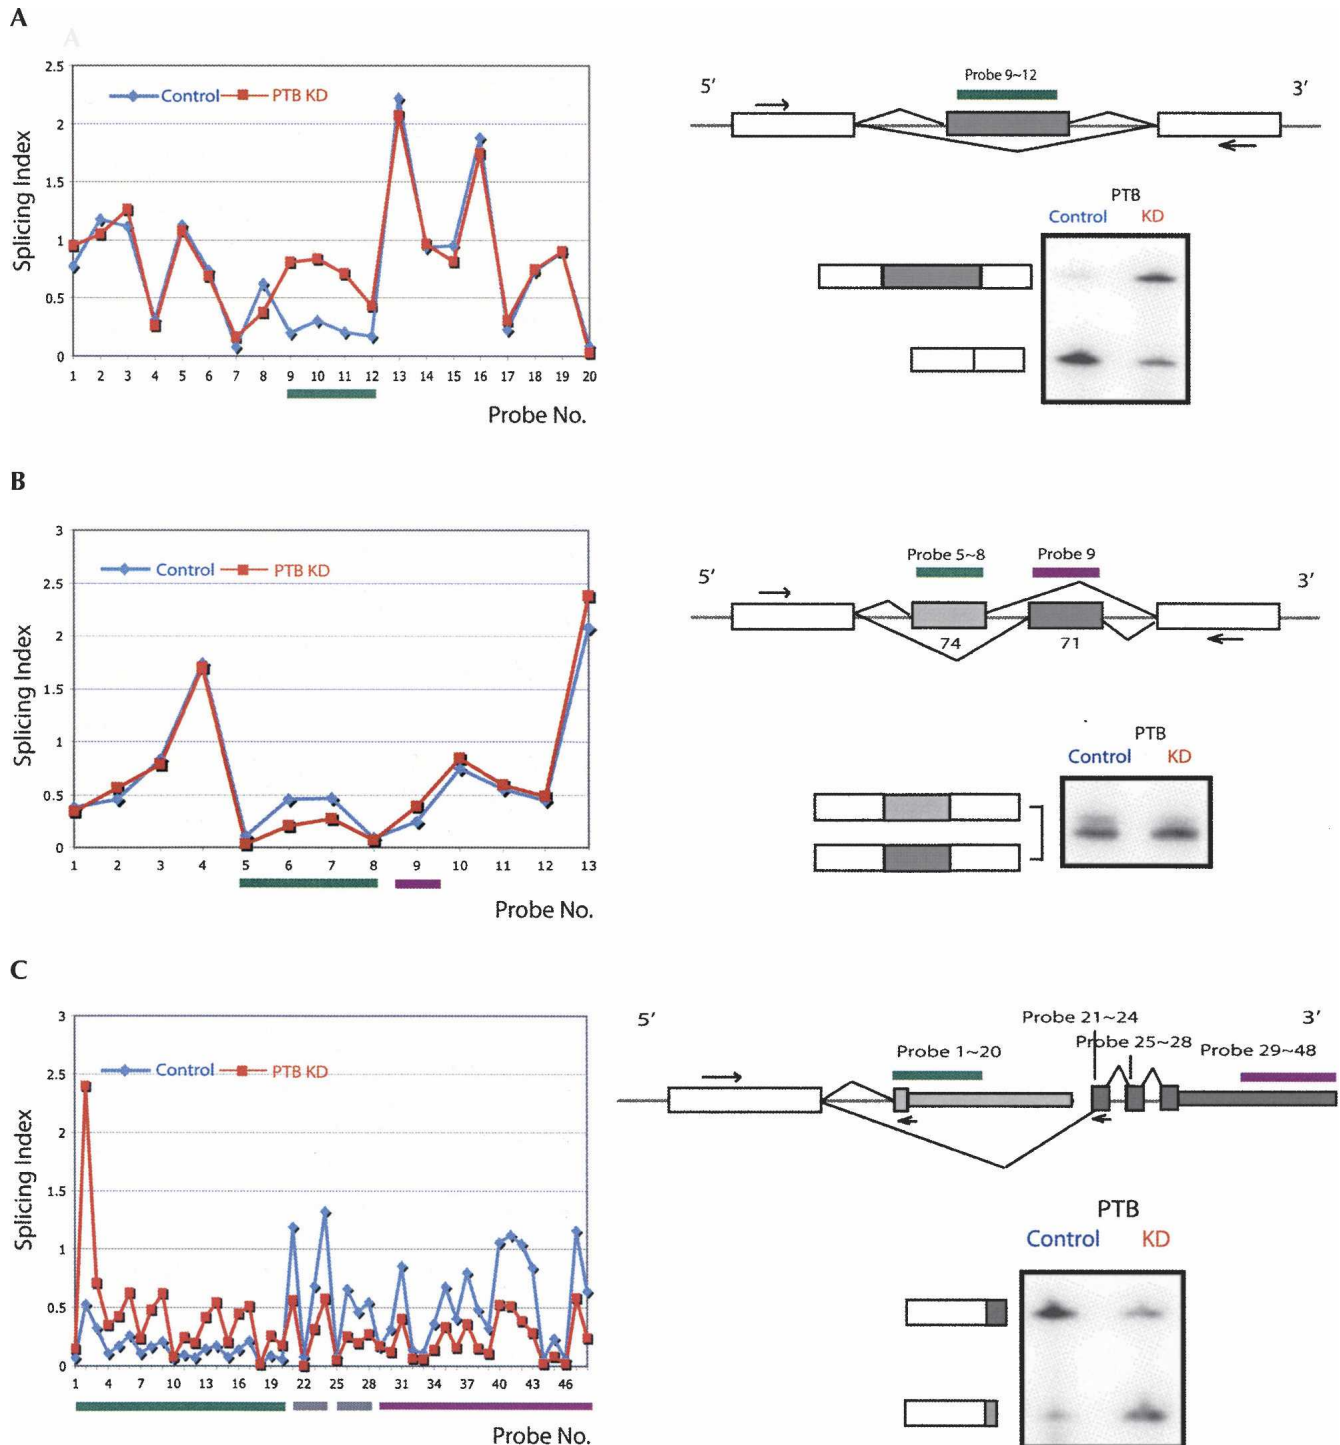 A
A
Control PTB KD
Splicing Index
2.5
2
1.5
1
0.5
0
1 2 3 4 5 6 7 8 9 10 11 12 13 14 15 16 17 18 19 20
Probe No.
Probe 9~12
5′ 3′
PTB
Control KD
B
Control PTB KD
Splicing Index
3
2.5
2
1.5
1
0.5
0
1 2 3 4 5 6 7 8 9 10 11 12 13
Probe No.
Probe 5~8 Probe 9
5′ 3′
74 71
PTB
Control KD
C
Control PTB KD
Splicing Index
3
2.5
2
1.5
1
0.5
0
1 4 7 10 13 16 19 22 25 28 31 34 37 40 43 46
Probe No.
5′ 3′
Probe 21~24
Probe 25~28
Probe 1~20 Probe 29~48
PTB
Control KD